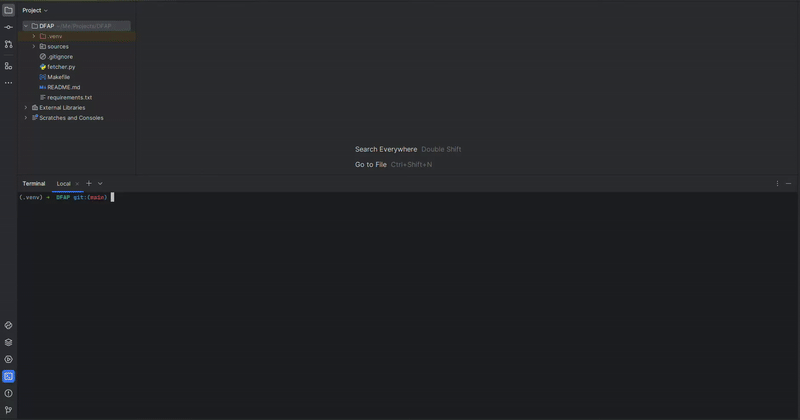 Project
DFAP ~/My/Projects/DFAP
.venv
sources
.gitignore
fetcher.py
Makefile
README.md
requirements.txt
External Libraries
Scratches and Consoles
Search Everywhere Double Shift
Go to File Ctrl+Shift+N
Terminal Local
(.venv) → DFAP git:(main)